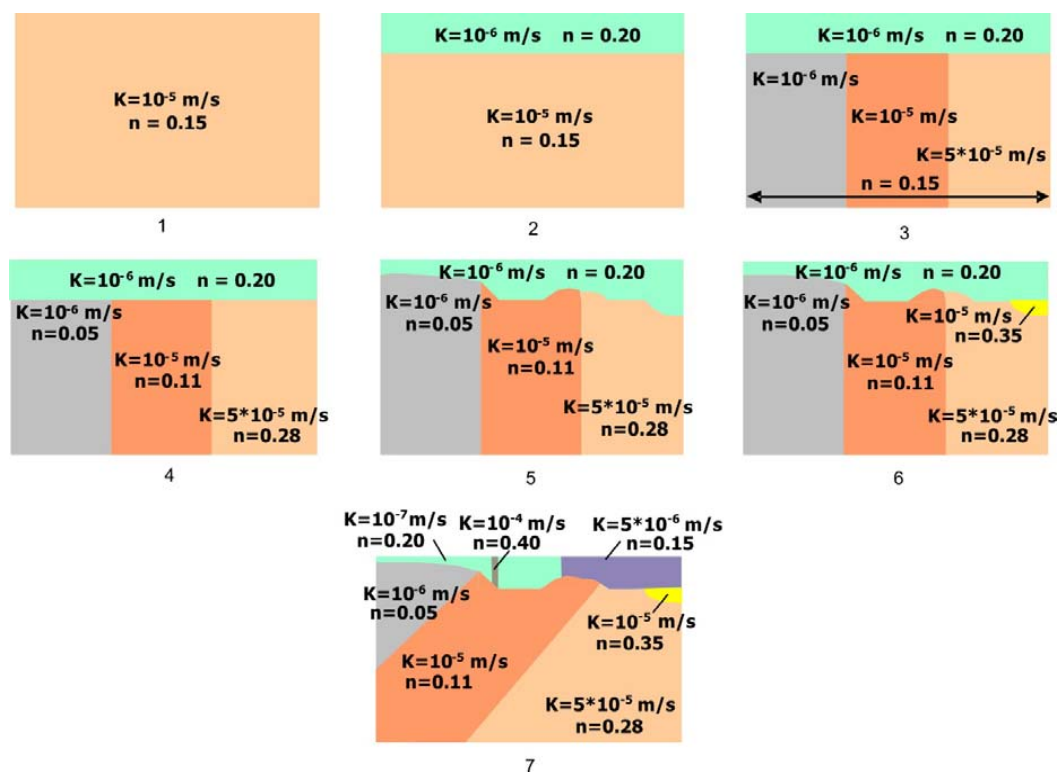 K=10⁻⁵ m/s
n = 0.15
1
K=10⁻⁶ m/s n = 0.20
K=10⁻⁵ m/s
n = 0.15
2
K=10⁻⁶ m/s n = 0.20
K=10⁻⁶ m/s
K=10⁻⁵ m/s
K=5*10⁻⁵ m/s
n = 0.15
3
K=10⁻⁶ m/s n = 0.20
K=10⁻⁶ m/s
n=0.05
K=10⁻⁵ m/s
n=0.11
K=5*10⁻⁵ m/s
n=0.28
4
K=10⁻⁶ m/s n = 0.20
K=10⁻⁶ m/s
n=0.05
K=10⁻⁵ m/s
n=0.11
K=5*10⁻⁵ m/s
n=0.28
5
K=10⁻⁶ m/s n = 0.20
K=10⁻⁶ m/s
n=0.05
K=10⁻⁵ m/s
n=0.35
K=10⁻⁵ m/s
n=0.11
K=5*10⁻⁵ m/s
n=0.28
6
K=10⁻⁷m/s
n=0.20
K=10⁻⁴ m/s
n=0.40
K=5*10⁻⁶ m/s
n=0.15
K=10⁻⁶ m/s
n=0.05
K=10⁻⁵ m/s
n=0.35
K=10⁻⁵ m/s
n=0.11
K=5*10⁻⁵ m/s
n=0.28
7